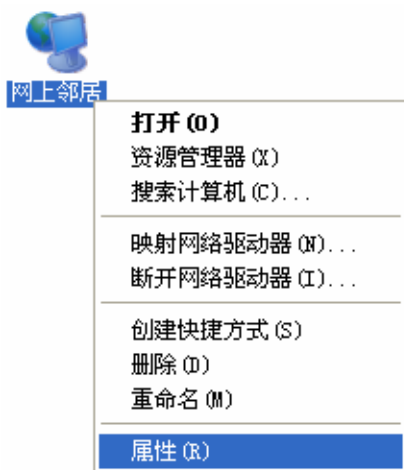 网上邻居
打开(O)
资源管理器(X)
搜索计算机(C)...
映射网络驱动器(N)...
断开网络驱动器(I)...
创建快捷方式(S)
删除(D)
重命名(M)
属性(R)